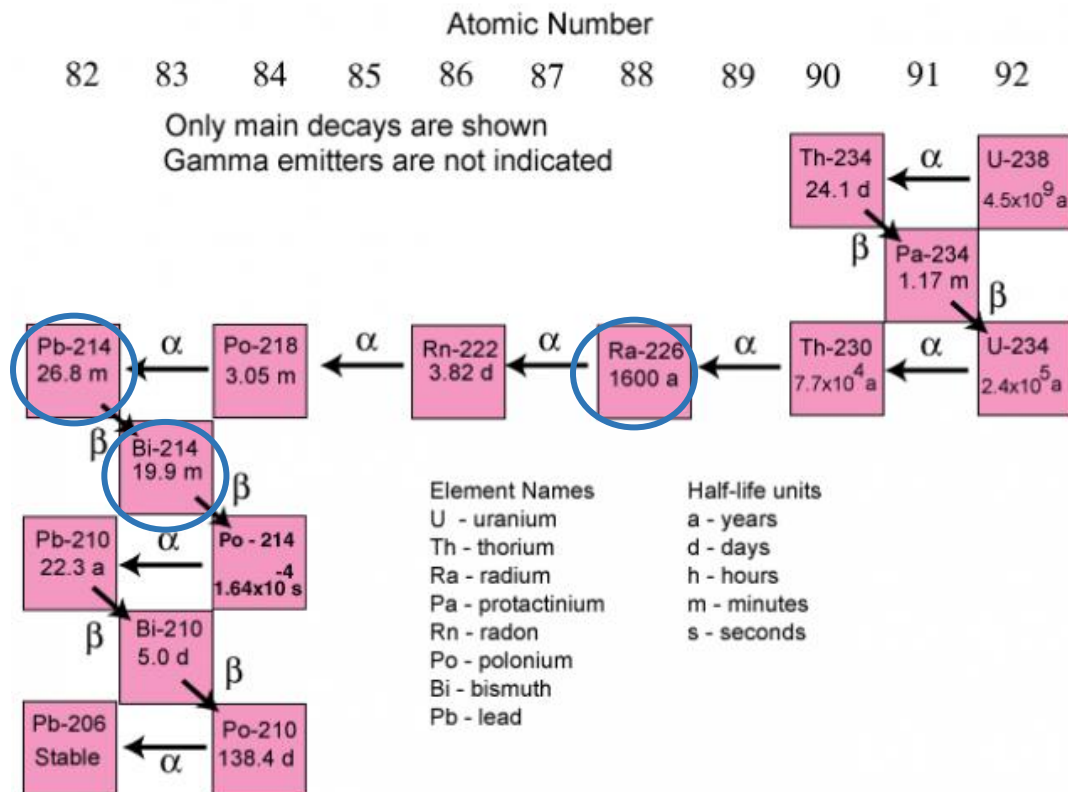 Atomic Number
82 83 84 85 86 87 88 89 90 91 92
Only main decays are shown
Gamma emitters are not indicated
Th-234
24.1 d
α
U-238
4.5x10⁹ a
β
Pa-234
1.17 m
β
Pb-214
26.8 m
α
Po-218
3.05 m
α
Rn-222
3.82 d
α
Ra-226
1600 a
α
Th-230
7.7x10⁴ a
α
U-234
2.4x10⁵ a
β
Bi-214
19.9 m
β
Pb-210
22.3 a
α
Po - 214
1.64x10⁻⁴ s
β
Bi-210
5.0 d
β
Pb-206
Stable
α
Po-210
138.4 d
Element Names
U - uranium
Th - thorium
Ra - radium
Pa - protactinium
Rn - radon
Po - polonium
Bi - bismuth
Pb - lead
Half-life units
a - years
d - days
h - hours
m - minutes
s - seconds